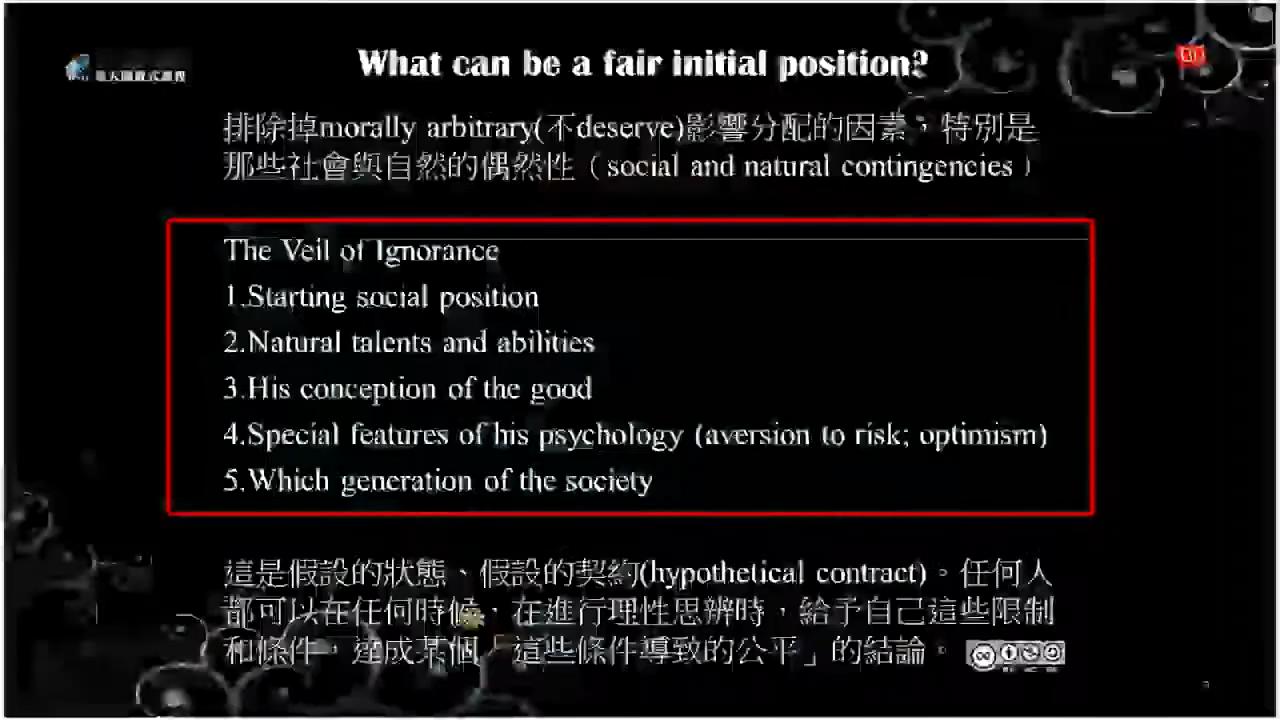 What can be a fair initial position?
排除掉morally arbitrary(不deserve)影響分配的因素，特別是
那些社會與自然的偶然性（social and natural contingencies）
The Veil of Ignorance
1.Starting social position
2.Natural talents and abilities
3.His conception of the good
4.Special features of his psychology (aversion to risk; optimism)
5.Which generation of the society
這是假設的狀態、假設的契約(hypothetical contract)。任何人
都可以在任何時候，在進行理性思辨時，給予自己這些限制
和條件，達成某個「這些條件導致的公平」的結論。